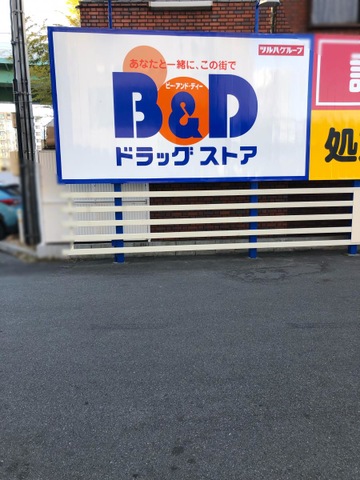 ツルハグループ
あなたと一緒に、この街で
ビー・アンド・ディー
B&D
ドラッグストア
処